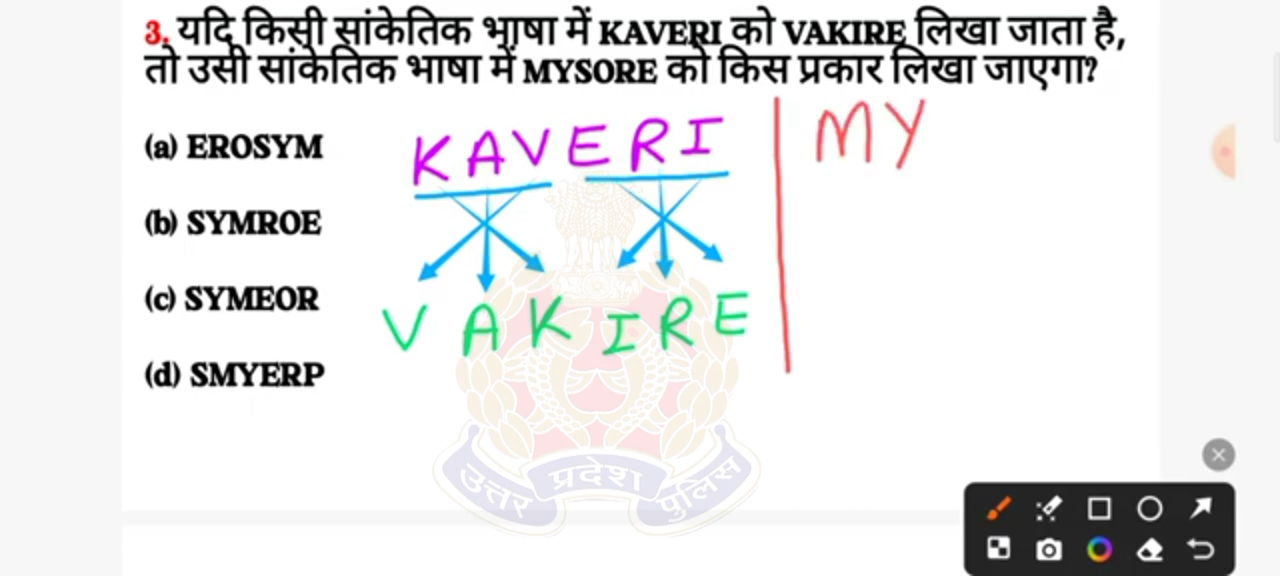 3. यदि किसी सांकेतिक भाषा में KAVERI को VAKIRE लिखा जाता है,
तो उसी सांकेतिक भाषा में MYSORE को किस प्रकार लिखा जाएगा?
(a) EROSYM
(b) SYMROE
(c) SYMEOR
(d) SMYERP
KAVERI
VAKIRE
MY
उत्तर प्रदेश पुलिस